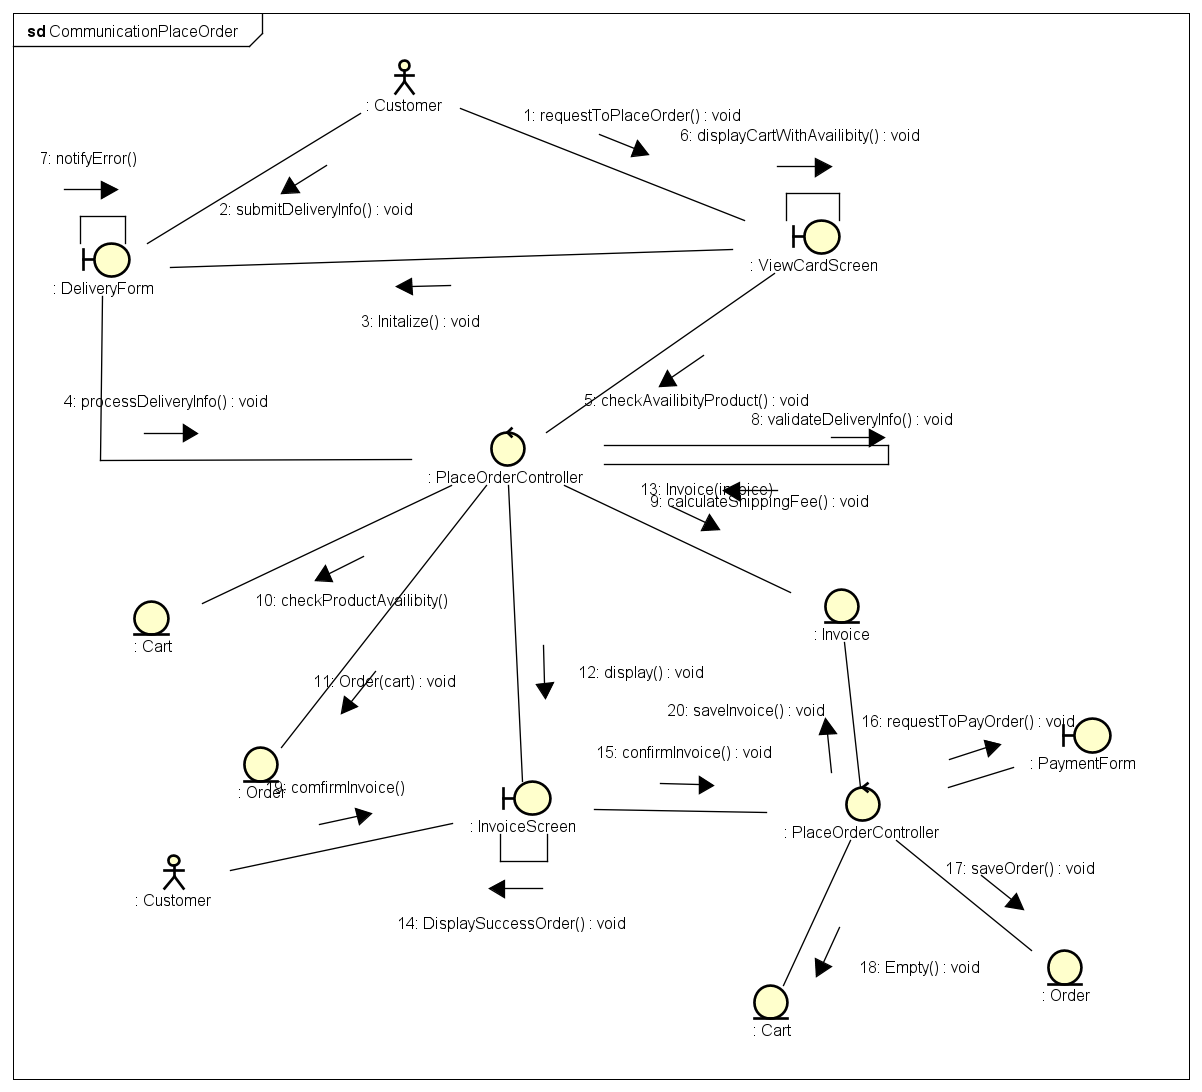 sd CommunicationPlaceOrder
: Customer
1: requestToPlaceOrder() : void
6: displayCartWithAvailibity() : void
7: notifyError()
2: submitDeliveryInfo() : void
: ViewCardScreen
: DeliveryForm
3: Initalize() : void
4: processDeliveryInfo() : void
5: checkAvailibityProduct() : void
8: validateDeliveryInfo() : void
: PlaceOrderController
13: Invoice(invoice)
9: calculateShippingFee() : void
10: checkProductAvailibity()
: Cart
: Invoice
11: Order(cart) : void
12: display() : void
20: saveInvoice() : void
16: requestToPayOrder() : void
15: confirmInvoice() : void
: PaymentForm
: Order
19: comfirmInvoice()
: InvoiceScreen
: PlaceOrderController
17: saveOrder() : void
: Customer
14: DisplaySuccessOrder() : void
18: Empty() : void
: Order
: Cart